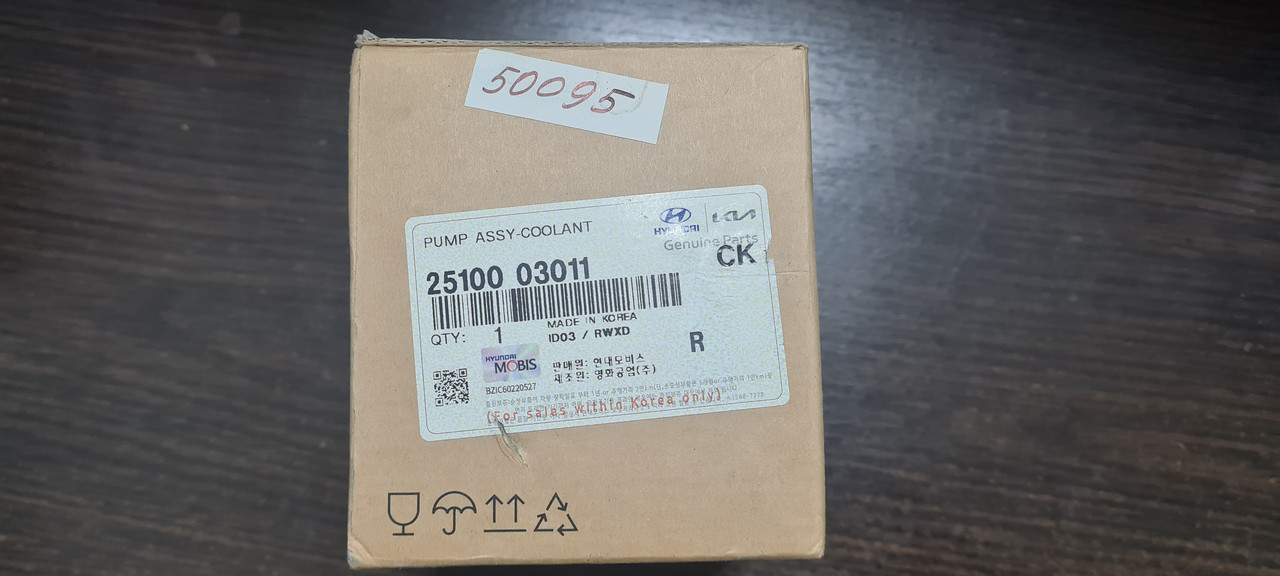 50095
PUMP ASSY-COOLANT
HYUNDAI KIA
Genuine Parts
CK
25100 03011
MADE IN KOREA
QTY: 1 ID03 / RWXD
R
HYUNDAI
MOBIS
판매원: 현대모비스
제조원: 영화공업(주)
BZIC60220527
(For sales within Korea only)